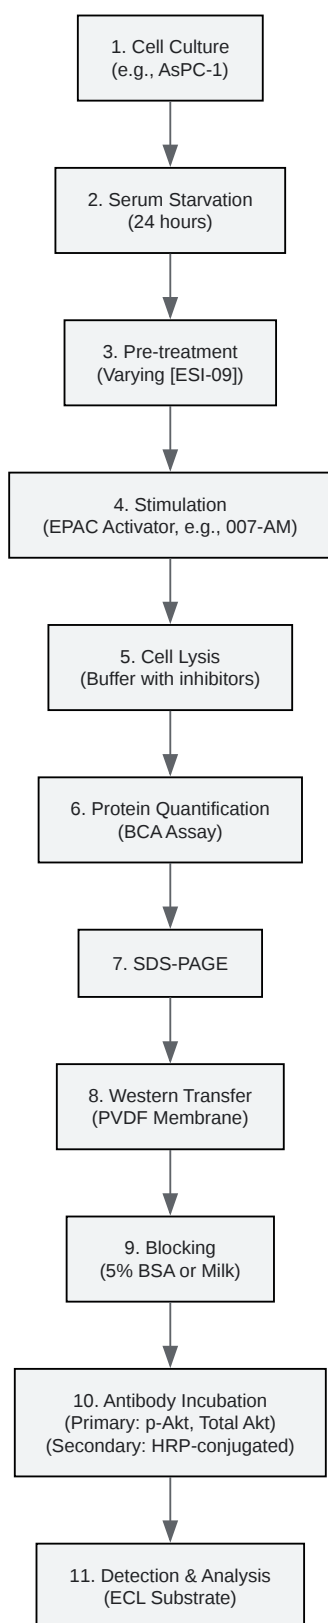 1. Cell Culture
(e.g., AsPC-1)
2. Serum Starvation
(24 hours)
3. Pre-treatment
(Varying [ESI-09])
4. Stimulation
(EPAC Activator, e.g., 007-AM)
5. Cell Lysis
(Buffer with inhibitors)
6. Protein Quantification
(BCA Assay)
7. SDS-PAGE
8. Western Transfer
(PVDF Membrane)
9. Blocking
(5% BSA or Milk)
10. Antibody Incubation
(Primary: p-Akt, Total Akt)
(Secondary: HRP-conjugated)
11. Detection & Analysis
(ECL Substrate)